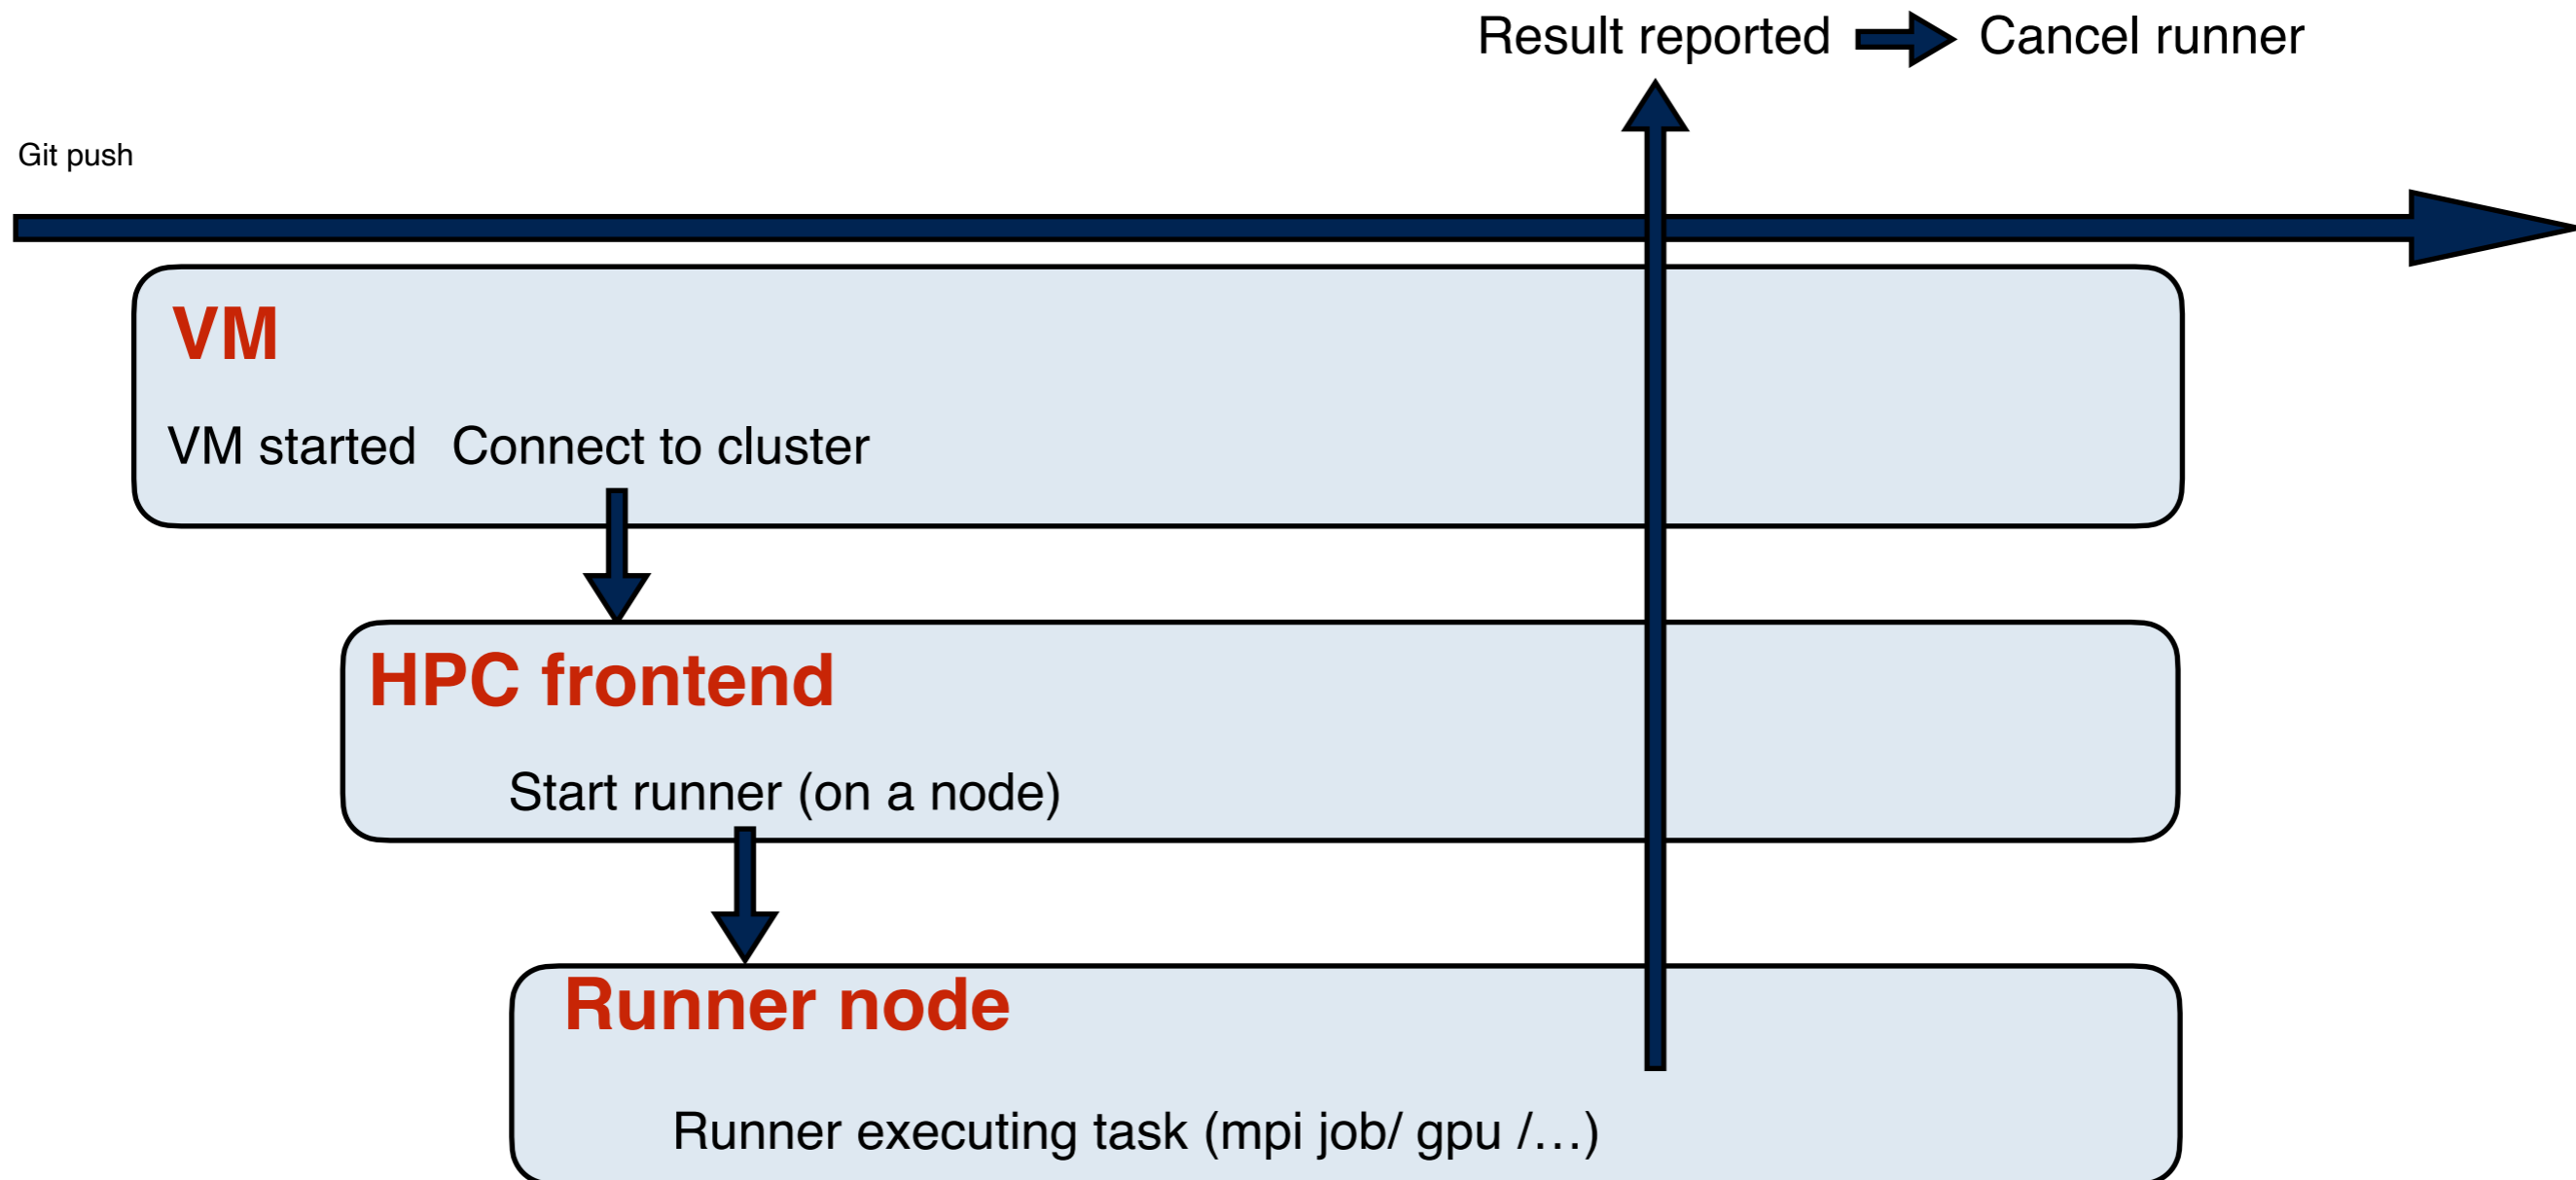 Result reported
Cancel runner
Git push
VM
VM started
Connect to cluster
HPC frontend
Start runner (on a node)
Runner node
Runner executing task (mpi job/ gpu /…)